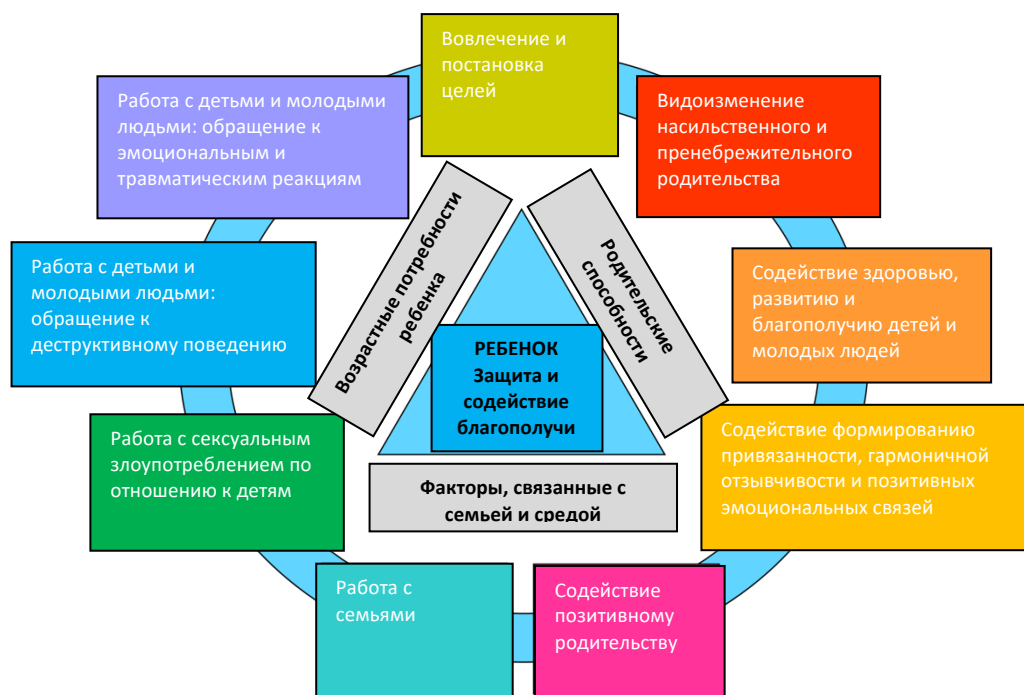 Вовлечение и
постановка
целей
Видоизменение
насильственного и
пренебрежительного
родительства
Содействие здоровью,
развитию и
благополучию детей и
молодых людей
Содействие формированию
привязанности, гармоничной
отзывчивости и позитивных
эмоциональных связей
Содействие
позитивному
родительству
Работа с
семьями
Работа с сексуальным
злоупотреблением по
отношению к детям
Работа с детьми и
молодыми людьми:
обращение к
деструктивному поведению
Работа с детьми и молодыми
людьми: обращение к
эмоциональным и
травматическим реакциям
Возрастные потребности
ребенка
Родительские
способности
РЕБЕНОК
Защита и
содействие
благополучи
Факторы, связанные с
семьей и средой